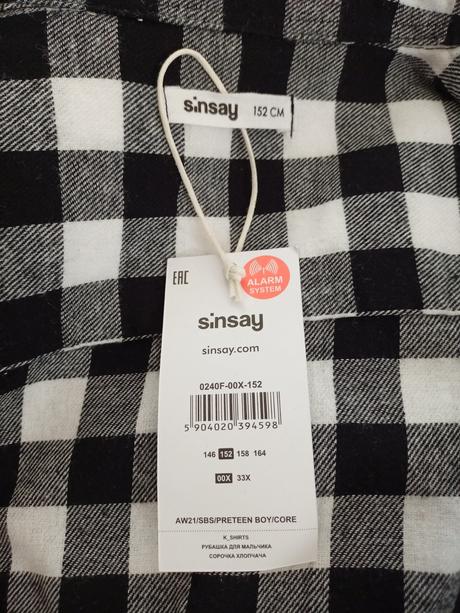 sinsay 152 CM
EAC
ALARM
SYSTEM
sinsay
sinsay.com
0240F-00X-152
5 904020 394598
146 152 158 164
00X 33X
AW21/SBS/PRETEEN BOY/CORE
K_SHIRTS
РУБАШКА ДЛЯ МАЛЬЧИКА
СОРОЧКА ХЛОПЧАЧА